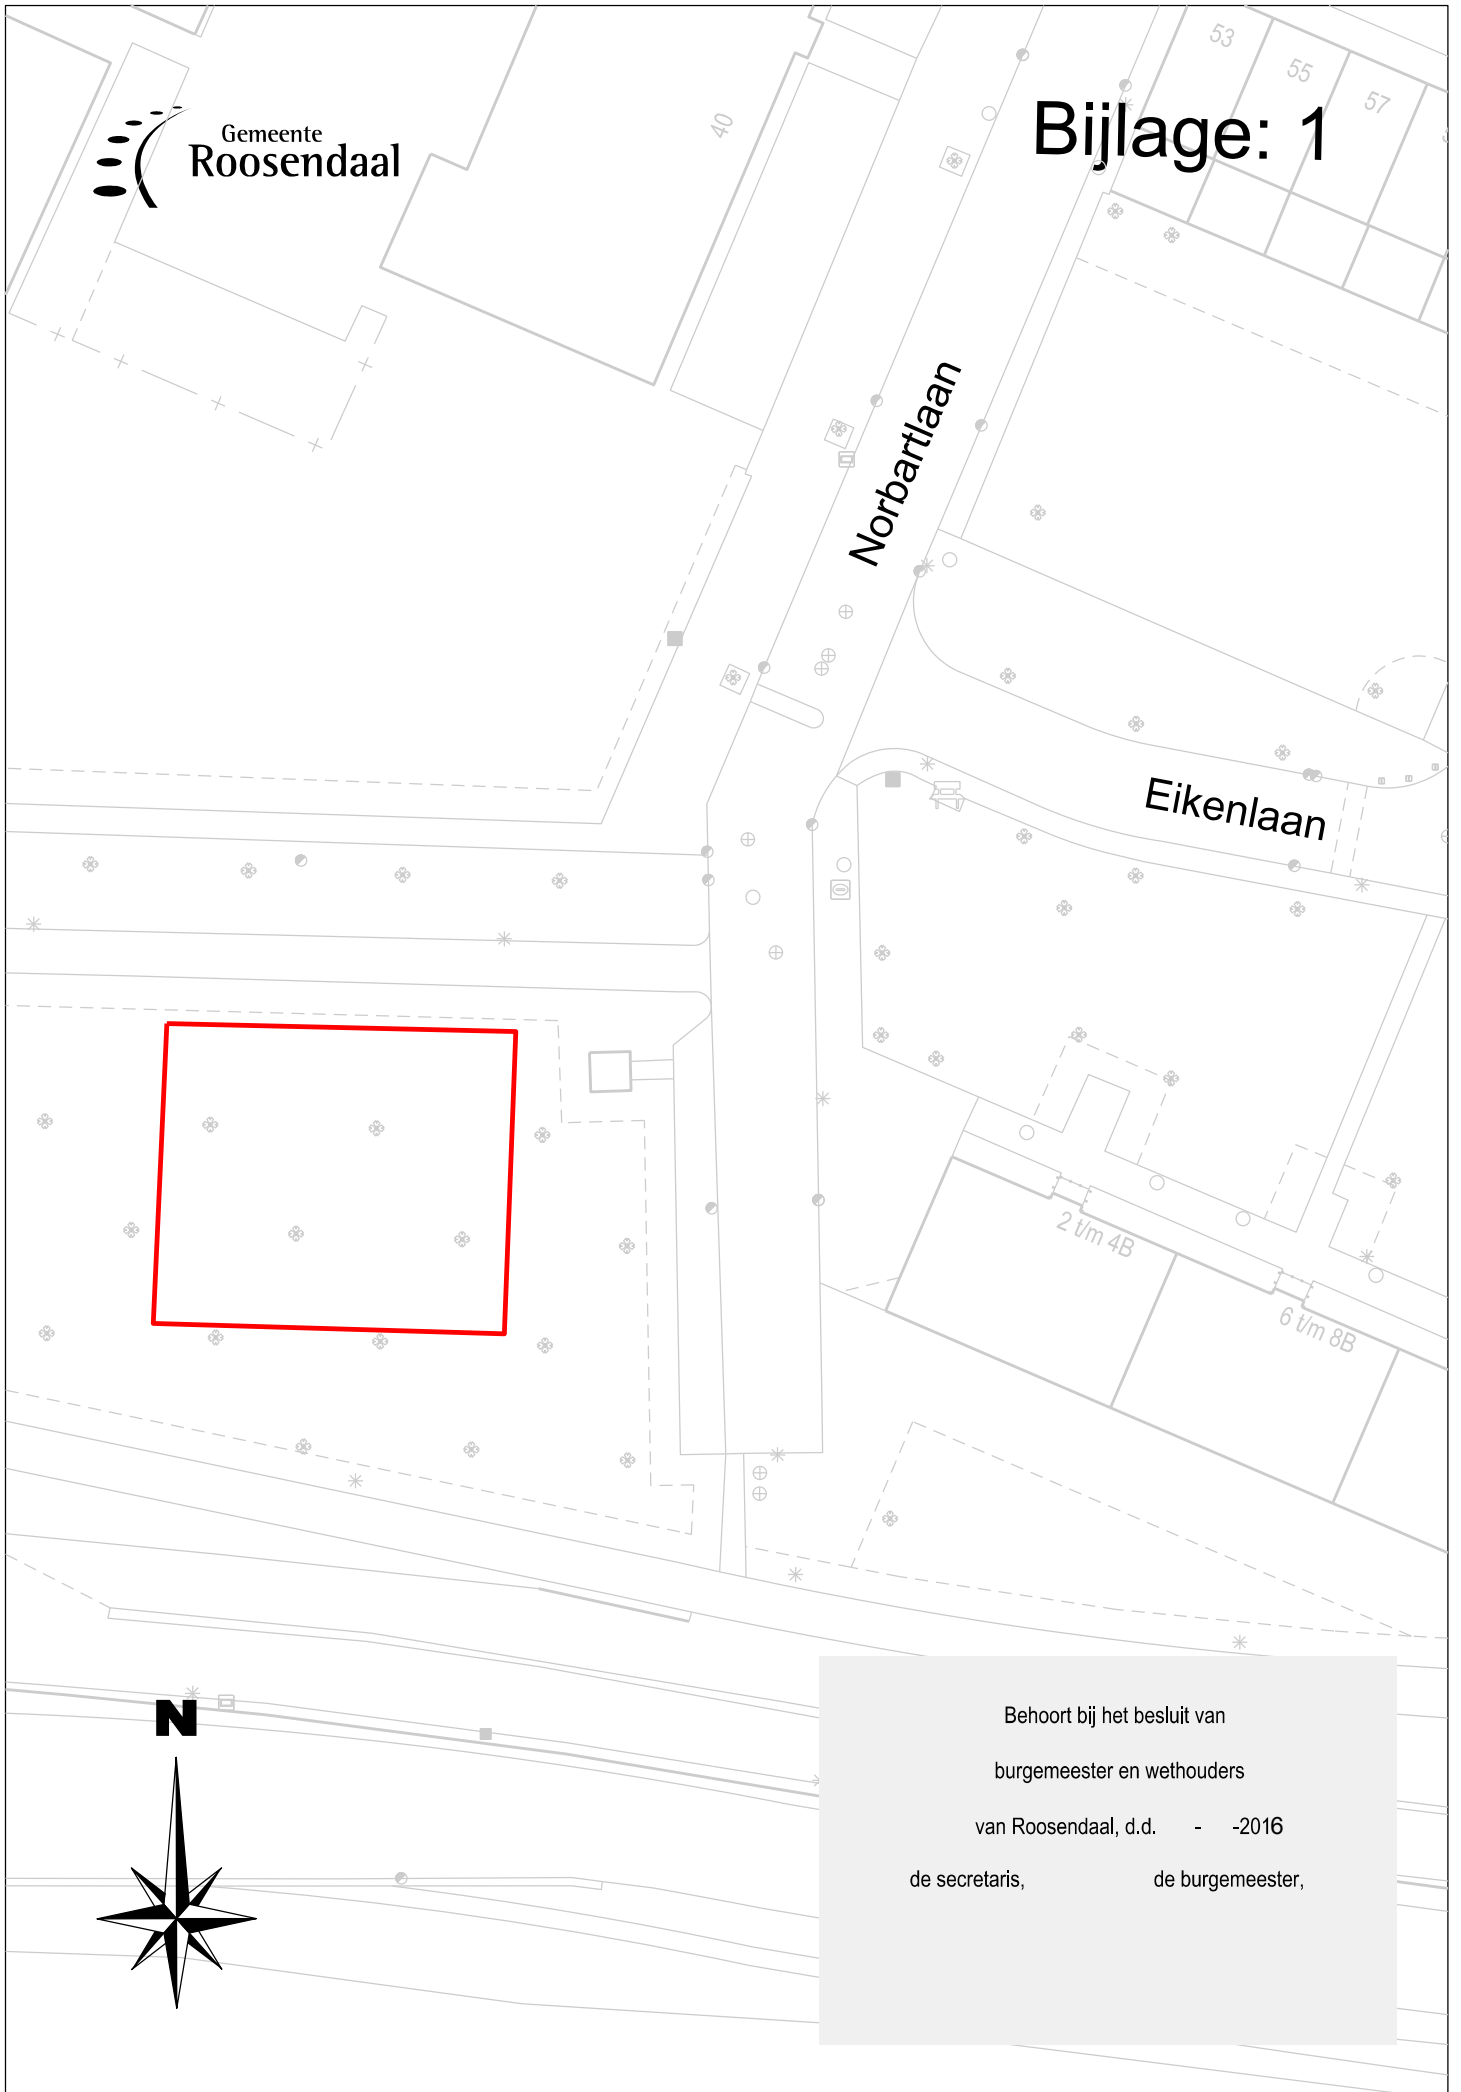 53
55
57
40
Gemeente
Roosendaal
Bijlage: 1
Norbartlaan
Eikenlaan
2 t/m 4B
6 t/m 8B
N
Behoort bij het besluit van
burgemeester en wethouders
van Roosendaal, d.d. - -2016
de secretaris, de burgemeester,